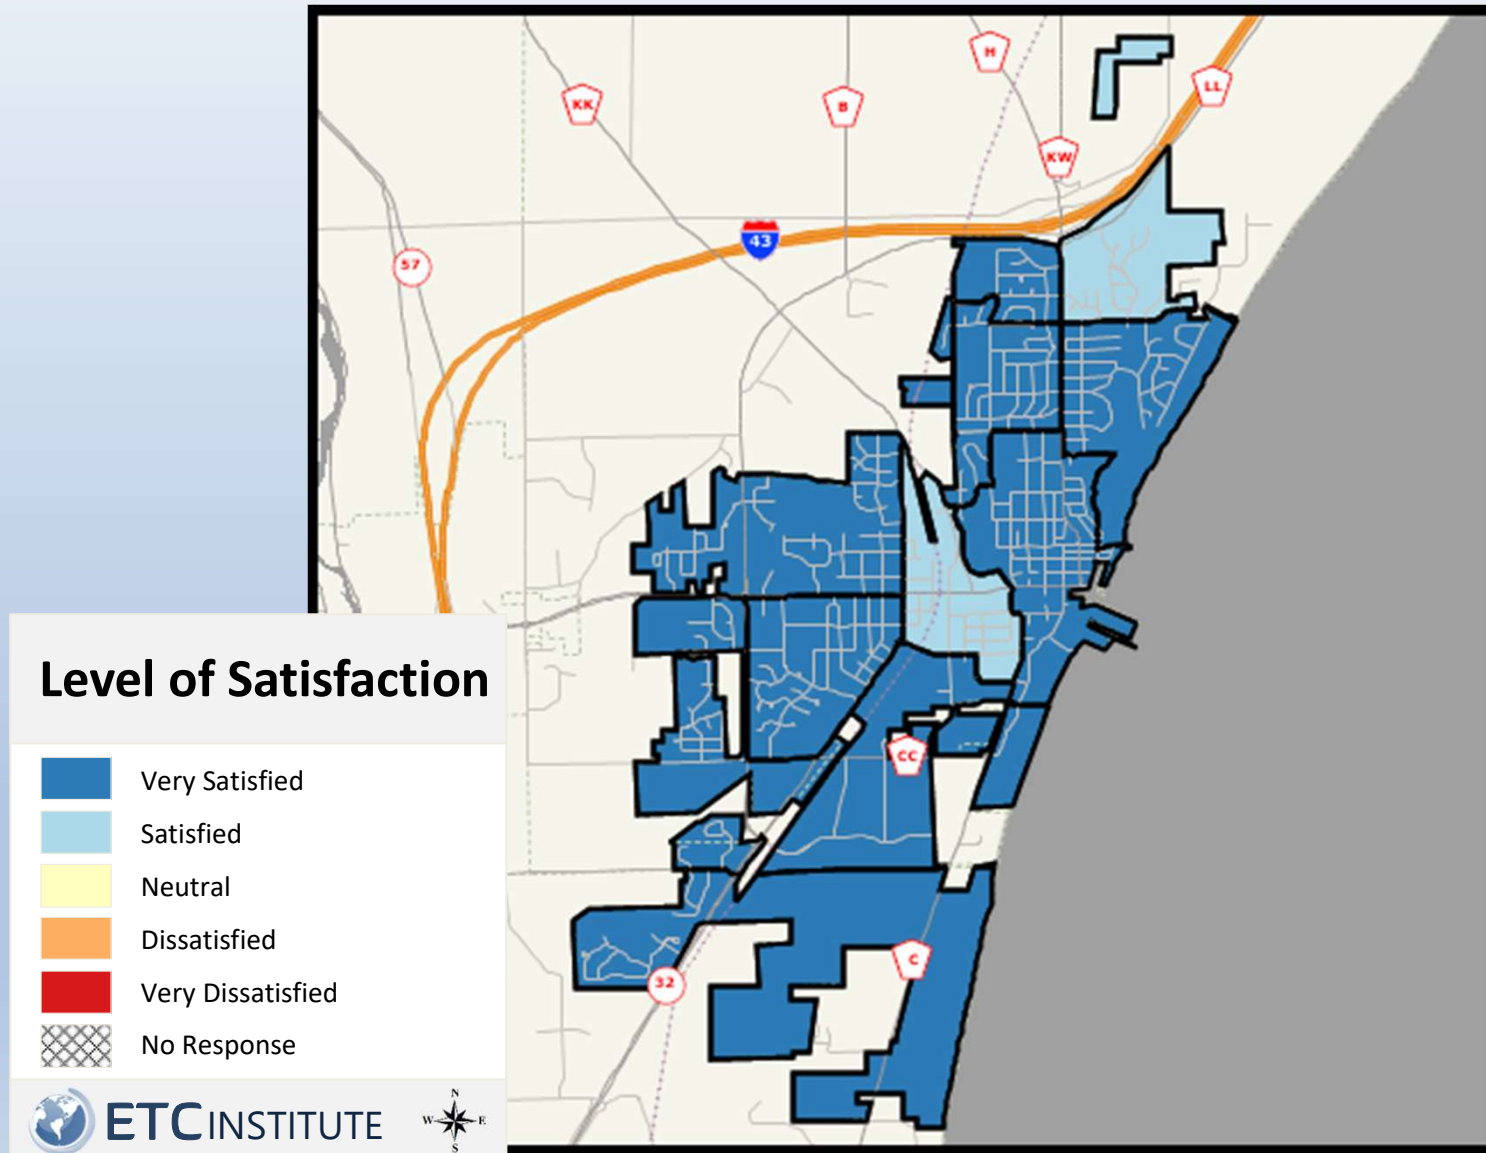 H
KK
B
LL
KW
43
57
CC
Level of Satisfaction
Very Satisfied
Satisfied
Neutral
Dissatisfied
C
32
Very Dissatisfied
No Response
N
W E
S
ETC INSTITUTE